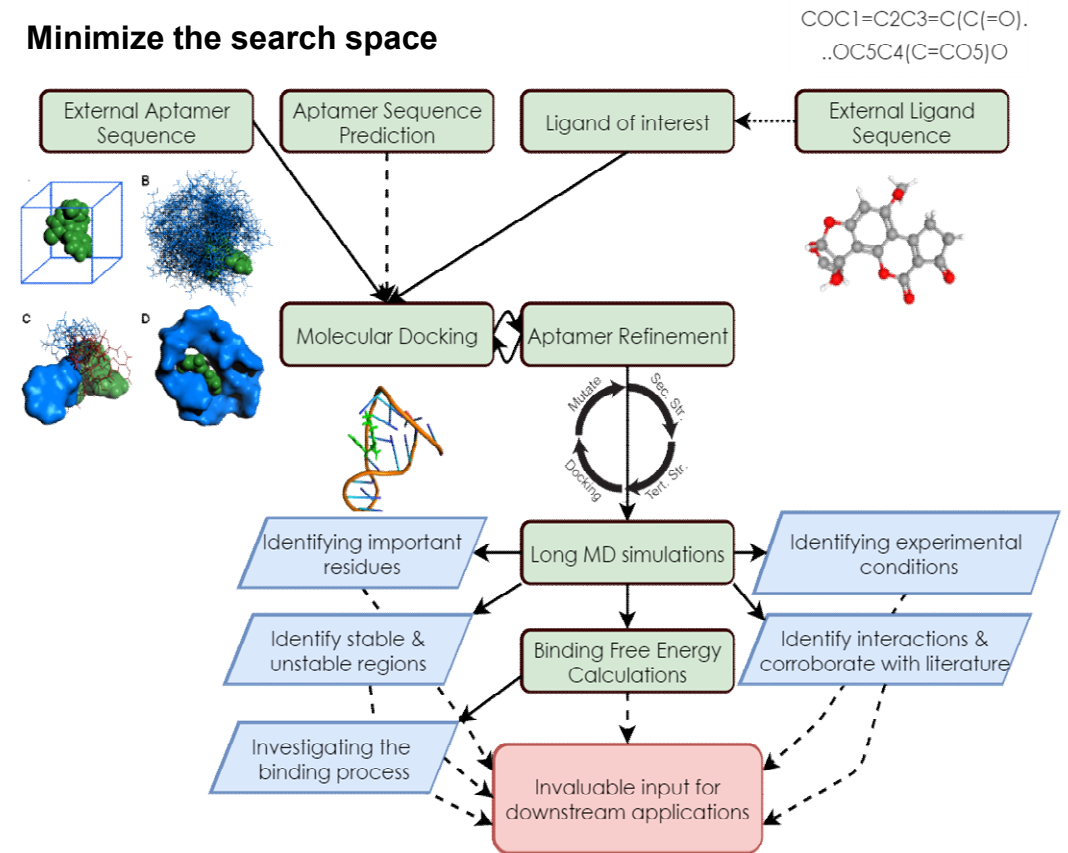 Minimize the search space
COC1=C2C3=C(C(=O).
..OC5C4(C=CO5)O
External Aptamer
Sequence
Aptamer Sequence
Prediction
Ligand of interest
External Ligand
Sequence
B
C
D
Molecular Docking
Aptamer Refinement
Mutate
Sec. Str.
Docking
Tert. Str.
Identifying important
residues
Long MD simulations
Identifying experimental
conditions
Identify stable &
unstable regions
Binding Free Energy
Calculations
Identify interactions &
corroborate with literature
Investigating the
binding process
Invaluable input for
downstream applications